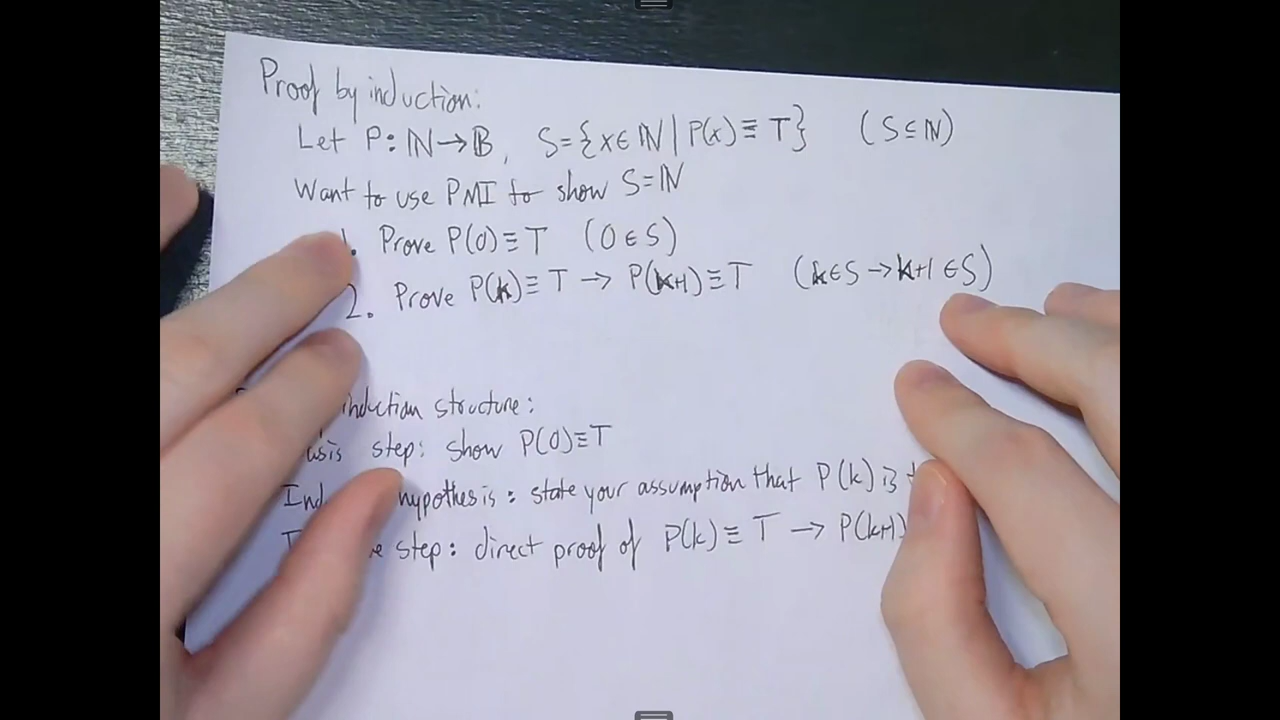 Proof by induction:
Let P: ℕ→𝔹, S={x∈ℕ | P(x)≡T} (S⊆ℕ)
Want to use PMI to show S=ℕ
1. Prove P(0)≡T (0∈S)
2. Prove P(k)≡T → P(k+1)≡T (k∈S→k+1∈S)
induction structure:
step: show P(0)≡T
hypothesis: state your assumption that P(k) is
step: direct proof of P(k)≡T → P(k+1)